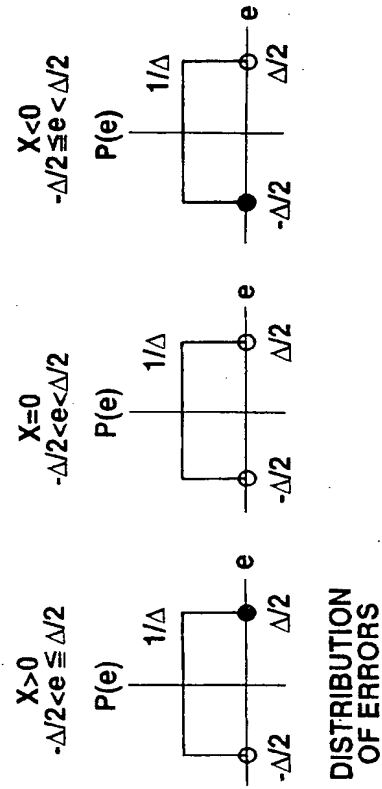 X>0
-Δ/2<e≦Δ/2
P(e)
1/Δ
e
-Δ/2
Δ/2
X=0
-Δ/2<e<Δ/2
P(e)
1/Δ
e
-Δ/2
Δ/2
X<0
-Δ/2≦e<Δ/2
P(e)
1/Δ
e
-Δ/2
Δ/2
DISTRIBUTION
OF ERRORS